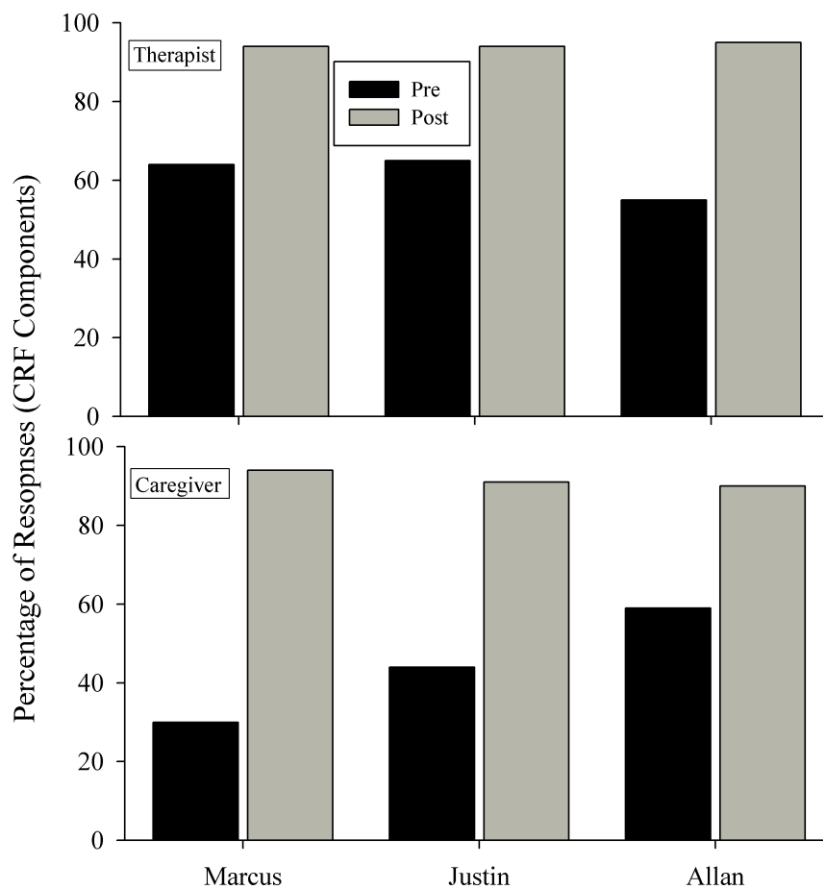 Percentage of Resopnses (CRF Components)
100
80
60
40
20
0
Therapist
Pre
Post
100
80
60
40
20
0
Caregiver
Marcus Justin Allan